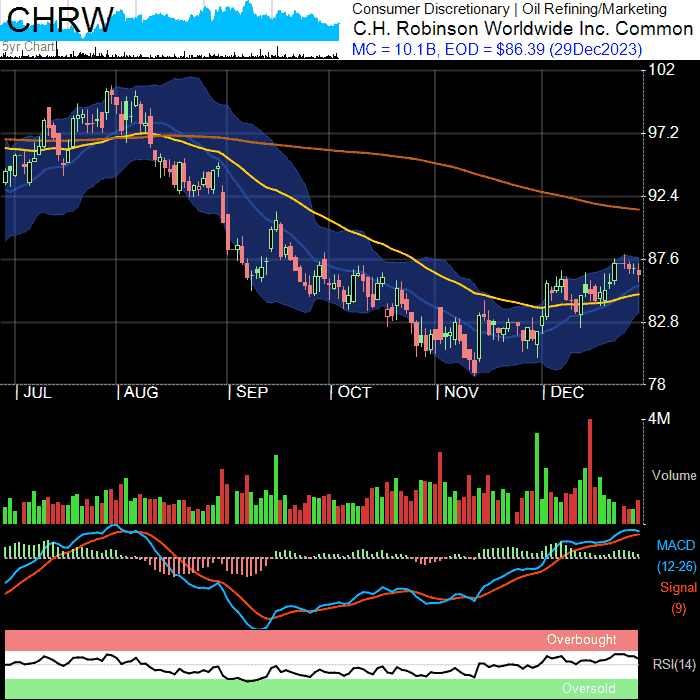 CHRW
Consumer Discretionary | Oil Refining/Marketing
C.H. Robinson Worldwide Inc. Common
5yr Chart
MC = 10.1B, EOD = $86.39 (29Dec2023)
102
97.2
92.4
87.6
82.8
78
| JUL | AUG | SEP | OCT | NOV | DEC
4M
Volume
MACD
(12-26)
Signal
(9)
Overbought
RSI(14)
Oversold